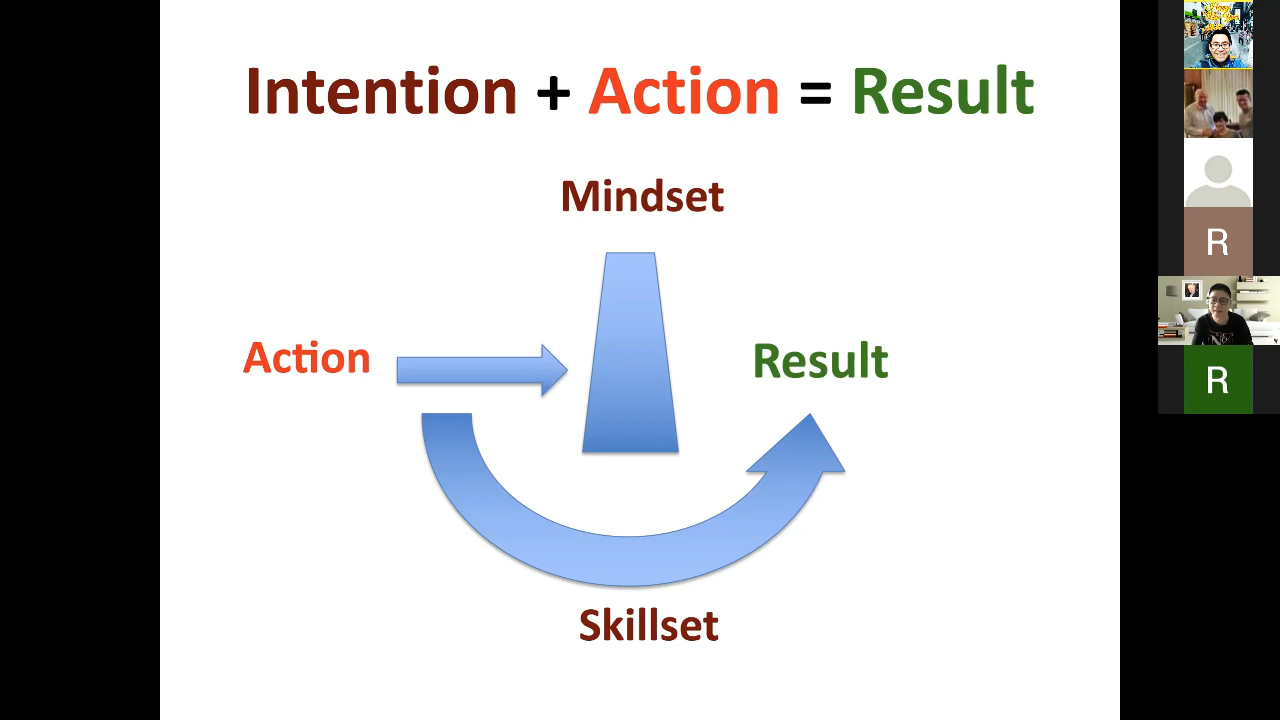 Intention + Action = Result
Mindset
Action
Result
Skillset
R
R